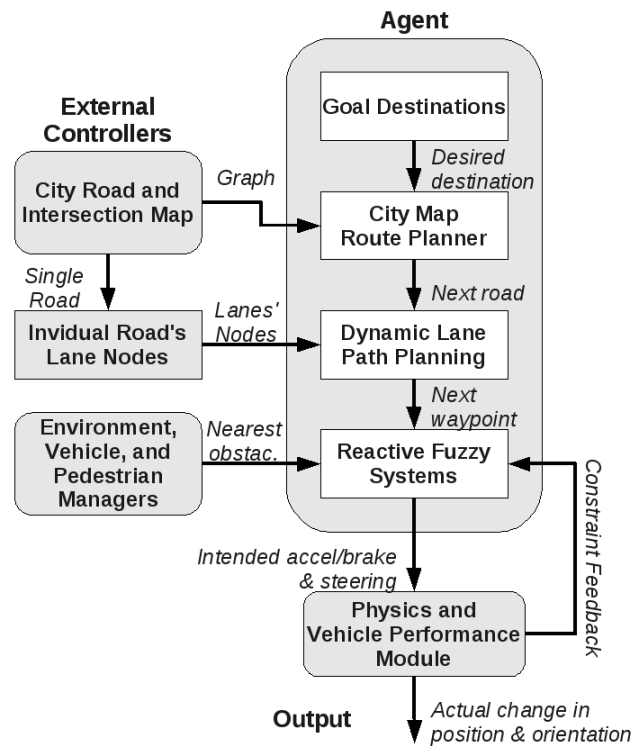 Agent
External
Controllers
Goal Destinations
Desired
destination
City Road and
Intersection Map
Graph
City Map
Route Planner
Single
Road
Next road
Invidual Road's
Lane Nodes
Lanes'
Nodes
Dynamic Lane
Path Planning
Next
waypoint
Environment,
Vehicle, and
Pedestrian
Managers
Nearest
obstac.
Reactive Fuzzy
Systems
Constraint Feedback
Intended accel/brake
& steering
Physics and
Vehicle Performance
Module
Output
Actual change in
position & orientation